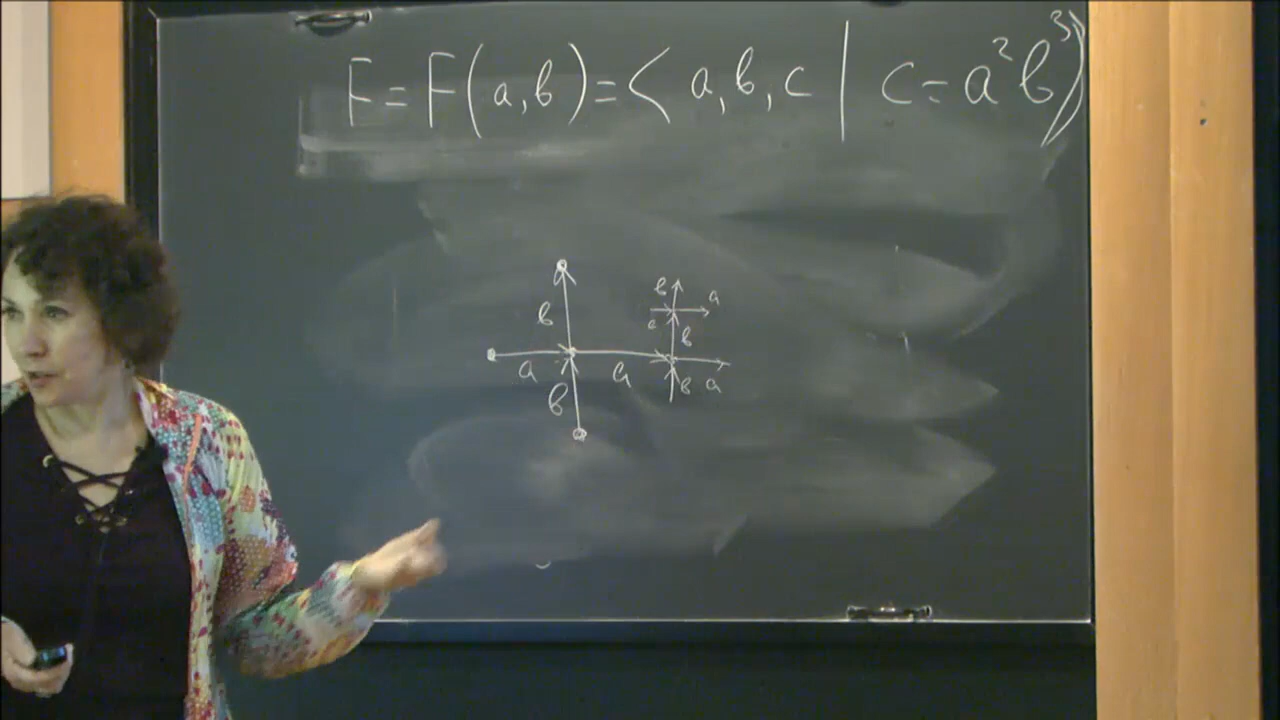 F = F(a, b) = < a, b, c | c = a²b³ >
b a
b a b
a a b a
b